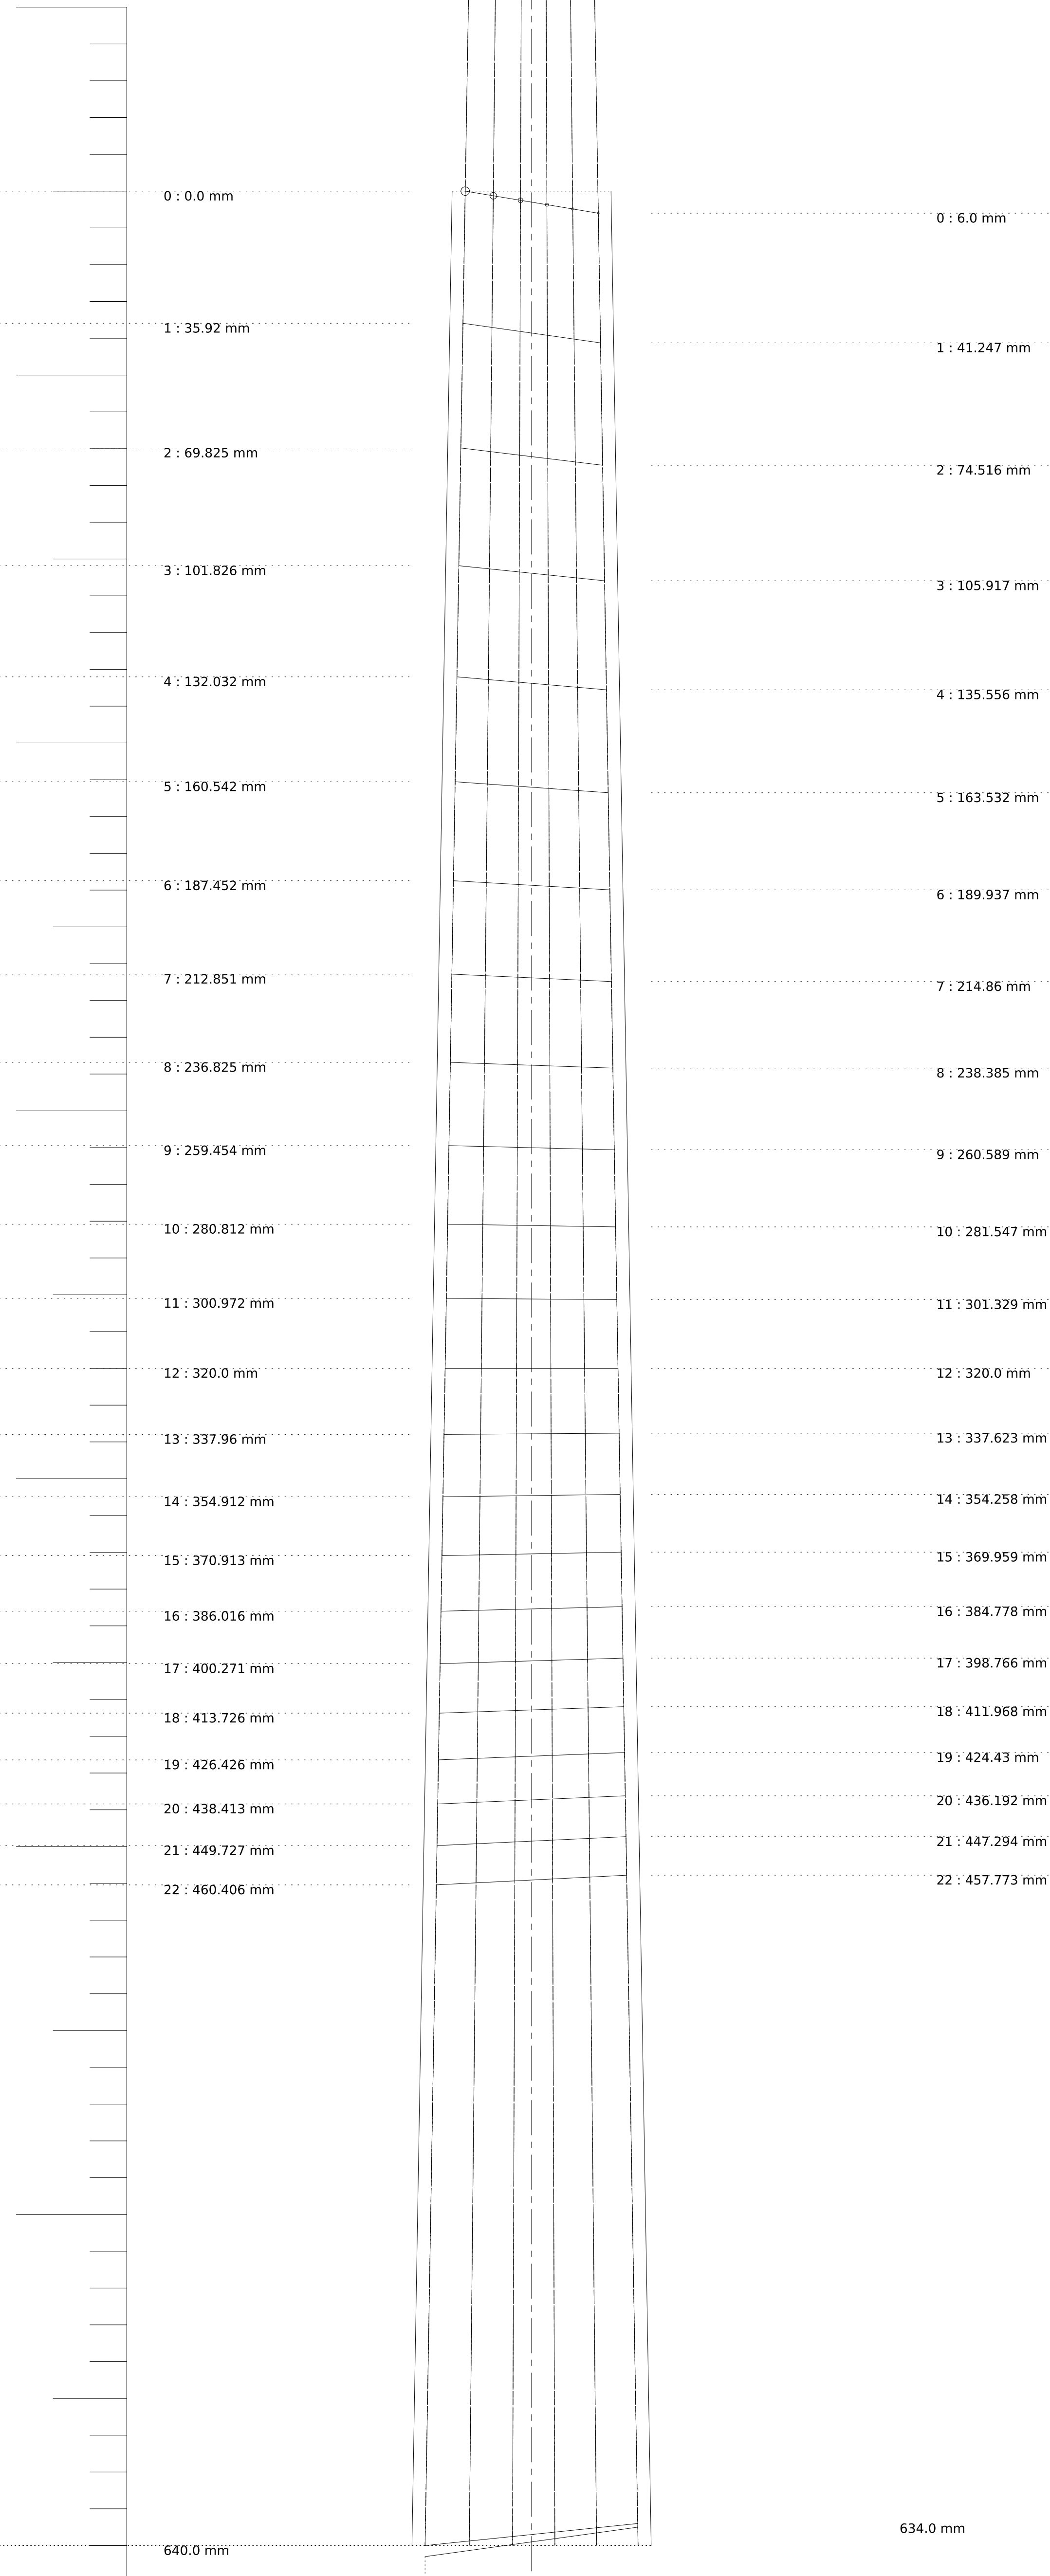 0 : 0.0 mm
0 : 6.0 mm
1 : 35.92 mm
1 : 41.247 mm
2 : 69.825 mm
2 : 74.516 mm
3 : 101.826 mm
3 : 105.917 mm
4 : 132.032 mm
4 : 135.556 mm
5 : 160.542 mm
5 : 163.532 mm
6 : 187.452 mm
6 : 189.937 mm
7 : 212.851 mm
7 : 214.86 mm
8 : 236.825 mm
8 : 238.385 mm
9 : 259.454 mm
9 : 260.589 mm
10 : 280.812 mm
10 : 281.547 mm
11 : 300.972 mm
11 : 301.329 mm
12 : 320.0 mm
12 : 320.0 mm
13 : 337.96 mm
13 : 337.623 mm
14 : 354.912 mm
14 : 354.258 mm
15 : 370.913 mm
15 : 369.959 mm
16 : 386.016 mm
16 : 384.778 mm
17 : 400.271 mm
17 : 398.766 mm
18 : 413.726 mm
18 : 411.968 mm
19 : 426.426 mm
19 : 424.43 mm
20 : 438.413 mm
20 : 436.192 mm
21 : 449.727 mm
21 : 447.294 mm
22 : 460.406 mm
22 : 457.773 mm
634.0 mm
640.0 mm